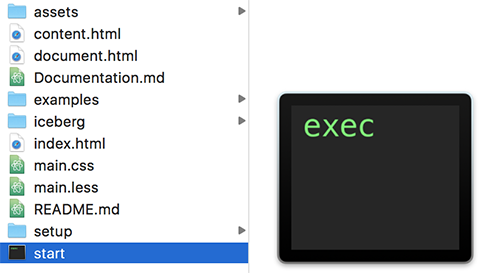 assets
content.html
document.html
Documentation.md
examples
iceberg
index.html
main.css
main.less
README.md
setup
start
exec